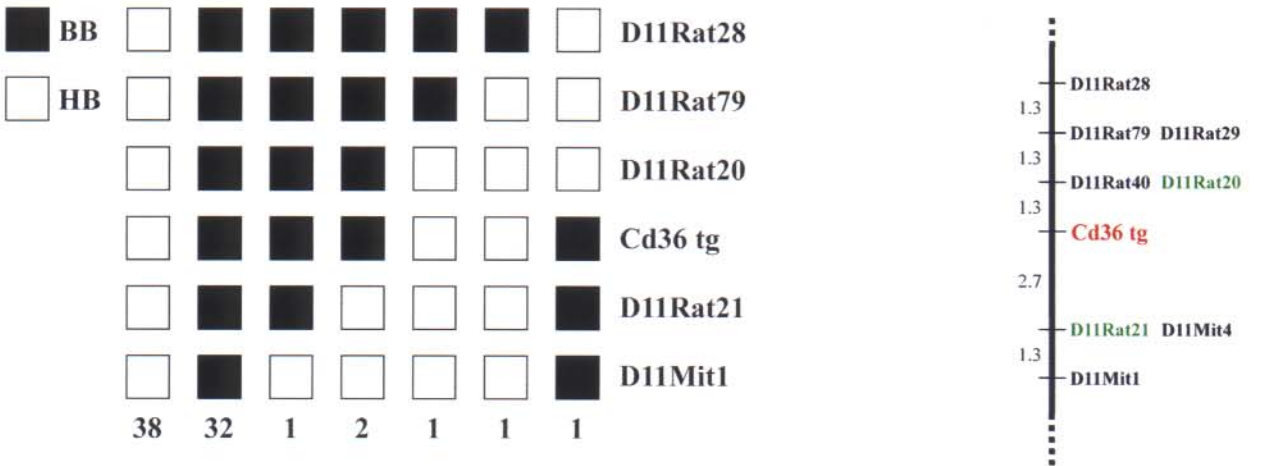 BB
HB
D11Rat28
D11Rat79
D11Rat20
Cd36 tg
D11Rat21
D11Mit1
38 32 1 2 1 1 1
D11Rat28
1.3
D11Rat79 D11Rat29
1.3
D11Rat40 D11Rat20
1.3
Cd36 tg
2.7
D11Rat21 D11Mit4
1.3
D11Mit1